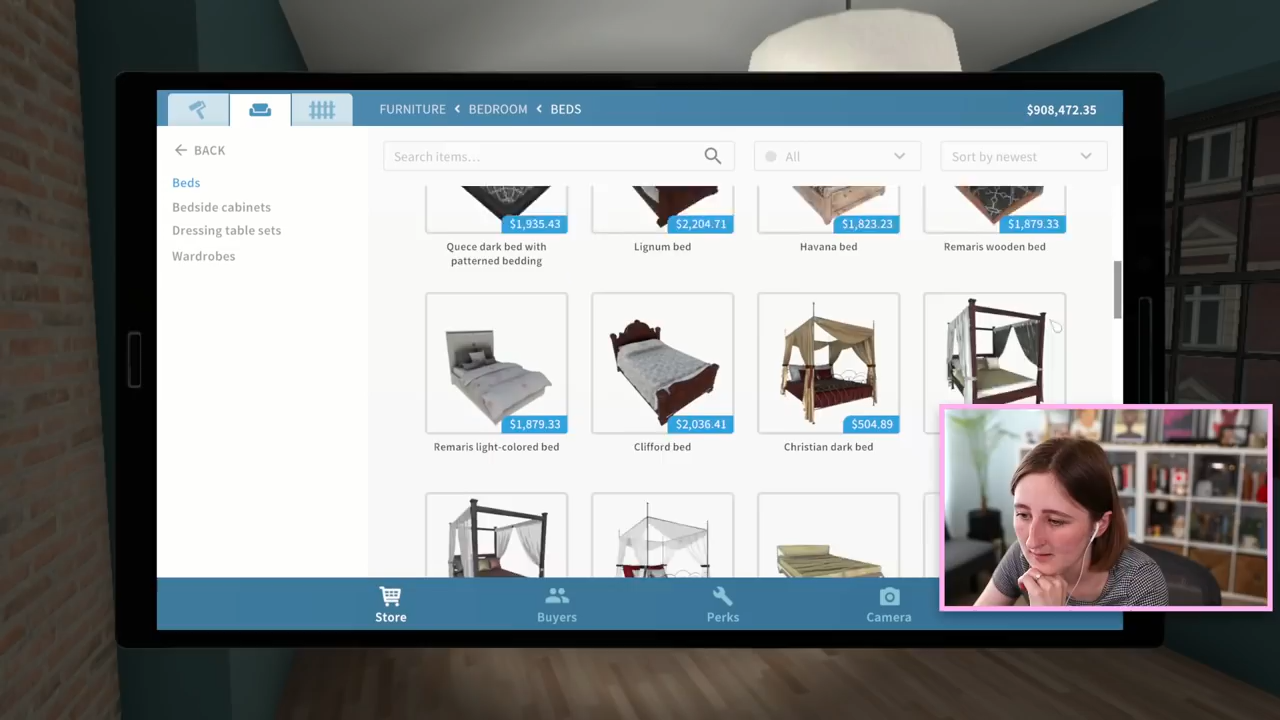 FURNITURE < BEDROOM < BEDS
$908,472.35
BACK
Search items...
All
Sort by newest
Beds
Bedside cabinets
Dressing table sets
Wardrobes
$1,935.43
$2,204.71
$1,823.23
$1,879.33
Quece dark bed with
patterned bedding
Lignum bed
Havana bed
Remaris wooden bed
$1,879.33
$2,036.41
$504.89
Remaris light-colored bed
Clifford bed
Christian dark bed
Store
Buyers
Perks
Camera